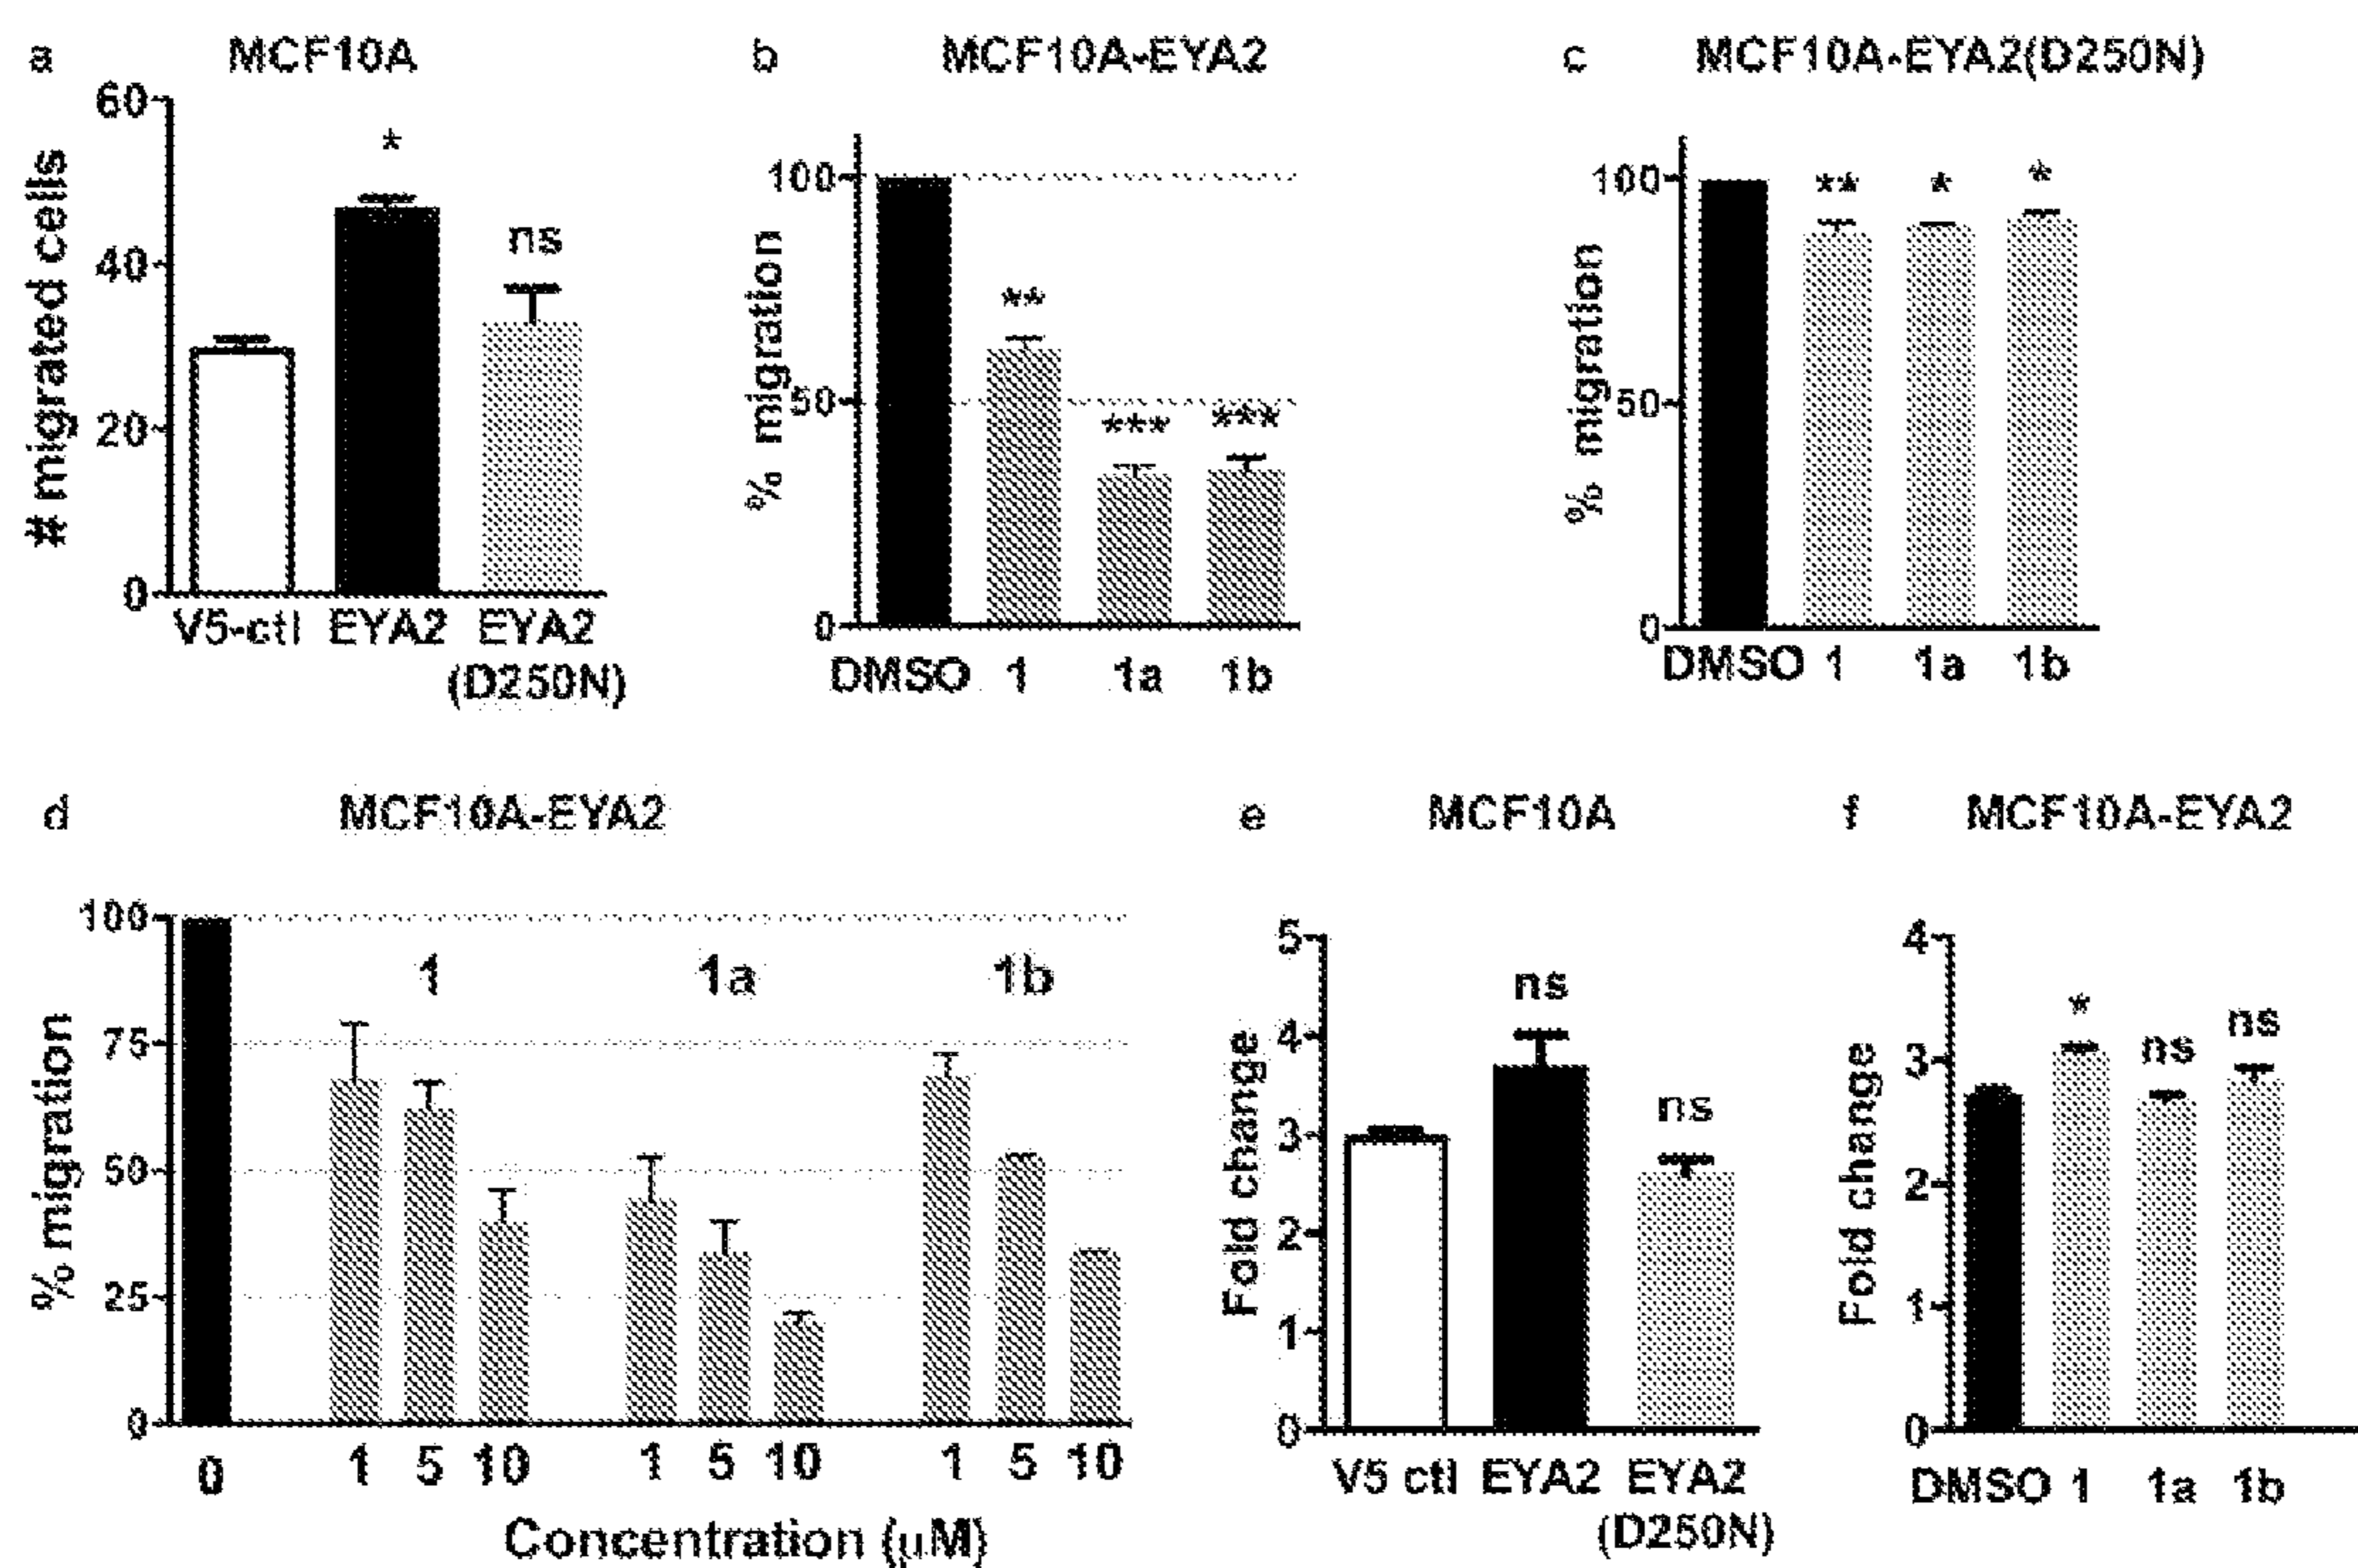 a MCF10A
# migrated cells
60
40
20
0
*
ns
V5-ctl EYA2 EYA2
(D250N)
b MCF10A-EYA2
% migration
100
50
0
**
***
***
DMSO 1 1a 1b
c MCF10A-EYA2(D250N)
% migration
100
50
0
**
*
*
DMSO 1 1a 1b
d MCF10A-EYA2
% migration
100
75
50
25
0
1 1a 1b
0 1 5 10 1 5 10 1 5 10
Concentration (μM)
e MCF10A
Fold change
5
4
3
2
1
0
ns
ns
V5 ctl EYA2 EYA2
(D250N)
f MCF10A-EYA2
Fold change
4
3
2
1
0
*
ns
ns
DMSO 1 1a 1b